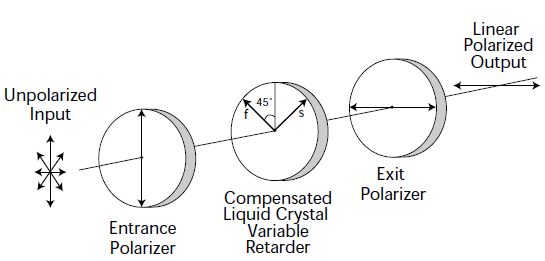 Unpolarized
Input
Entrance
Polarizer
45°
f
s
Compensated
Liquid Crystal
Variable
Retarder
Exit
Polarizer
Linear
Polarized
Output